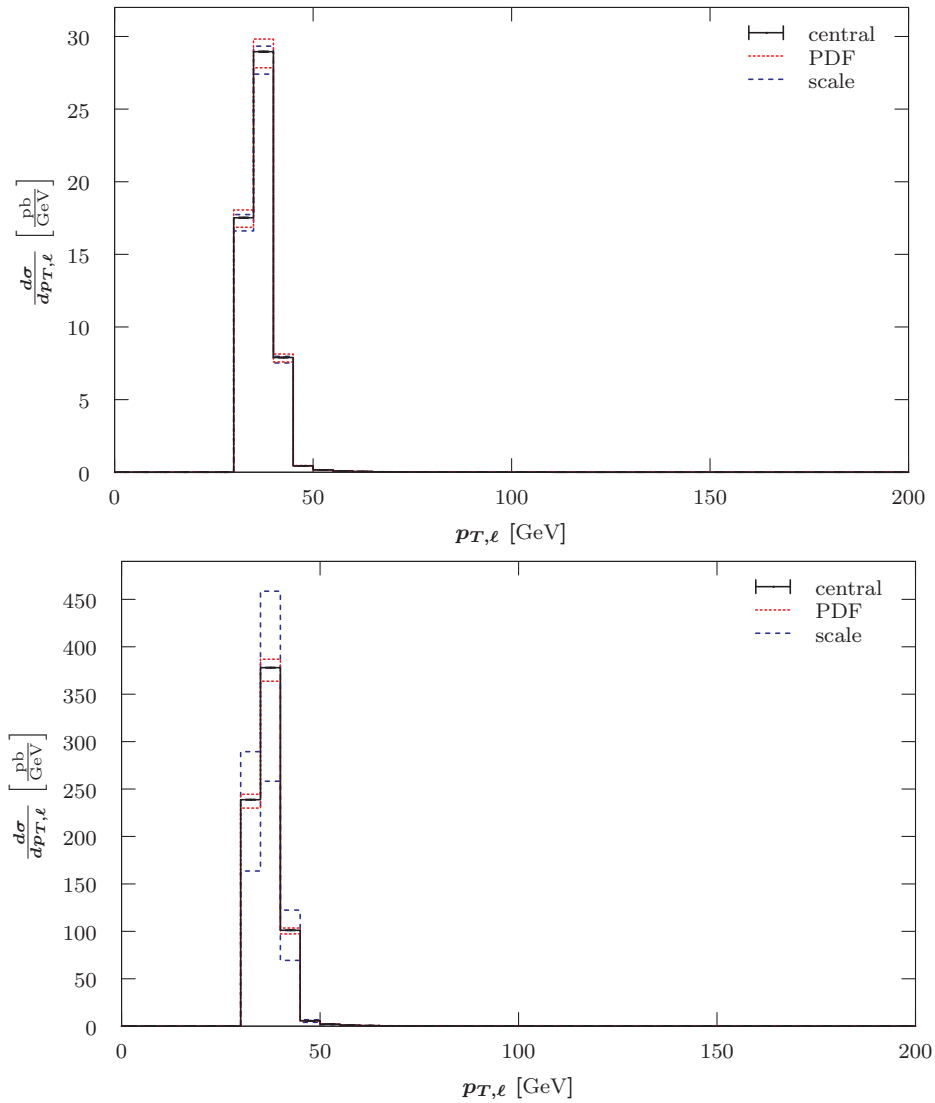 30
25
20
15
10
5
0
dσ/dp_{T,ℓ} [pb/GeV]
central
PDF
scale
0 50 100 150 200
p_{T,ℓ} [GeV]
450
400
350
300
250
200
150
100
50
0
dσ/dp_{T,ℓ} [pb/GeV]
central
PDF
scale
0 50 100 150 200
p_{T,ℓ} [GeV]